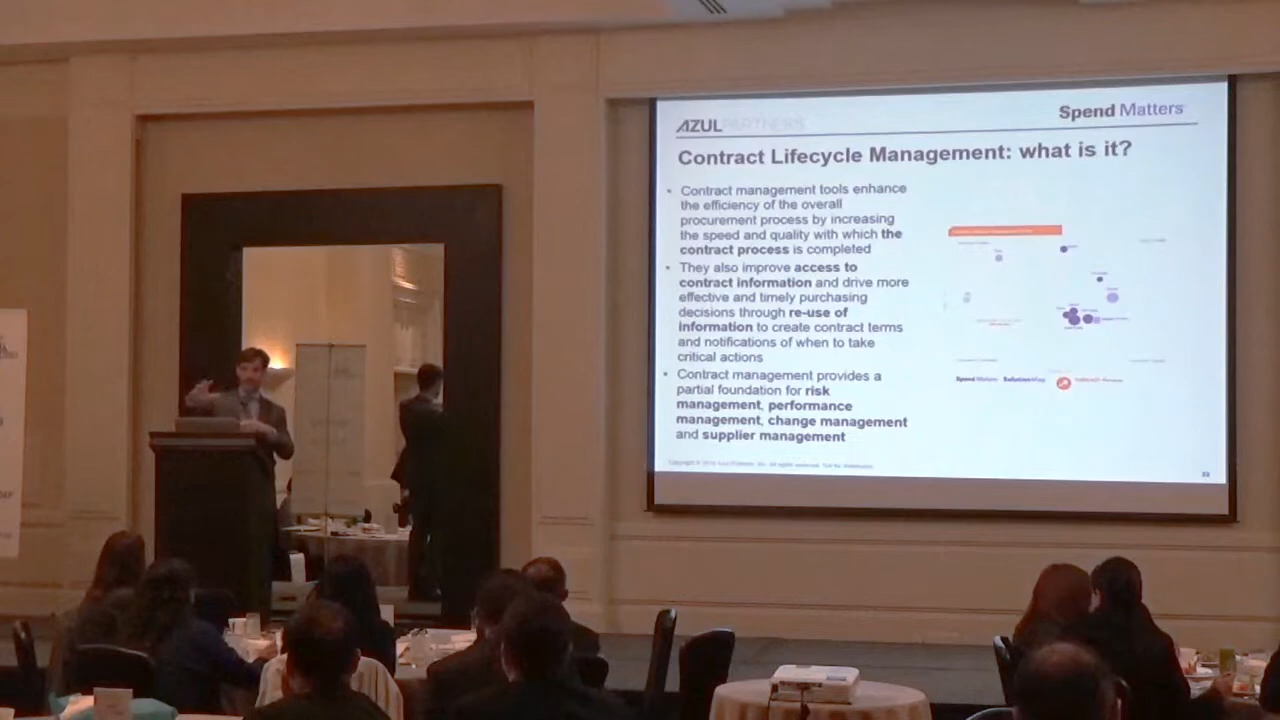 AZUL PARTNERS
Spend Matters
Contract Lifecycle Management: what is it?
• Contract management tools enhance
the efficiency of the overall
procurement process by increasing
the speed and quality with which the
contract process is completed
• They also improve access to
contract information and drive more
effective and timely purchasing
decisions through re-use of
information to create contract terms
and notifications of when to take
critical actions
• Contract management provides a
partial foundation for risk
management, performance
management, change management
and supplier management
Spend Matters SolutionMap